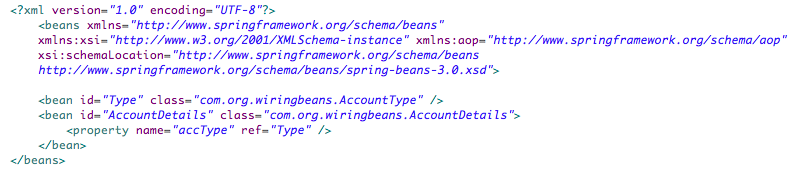 <?xml version="1.0" encoding="UTF-8"?>
<beans xmlns="http://www.springframework.org/schema/beans"
xmlns:xsi="http://www.w3.org/2001/XMLSchema-instance" xmlns:aop="http://www.springframework.org/schema/aop"
xsi:schemaLocation="http://www.springframework.org/schema/beans
http://www.springframework.org/schema/beans/spring-beans-3.0.xsd">
<bean id="Type" class="com.org.wiringbeans.AccountType" />
<bean id="AccountDetails" class="com.org.wiringbeans.AccountDetails">
<property name="accType" ref="Type" />
</bean>
</beans>